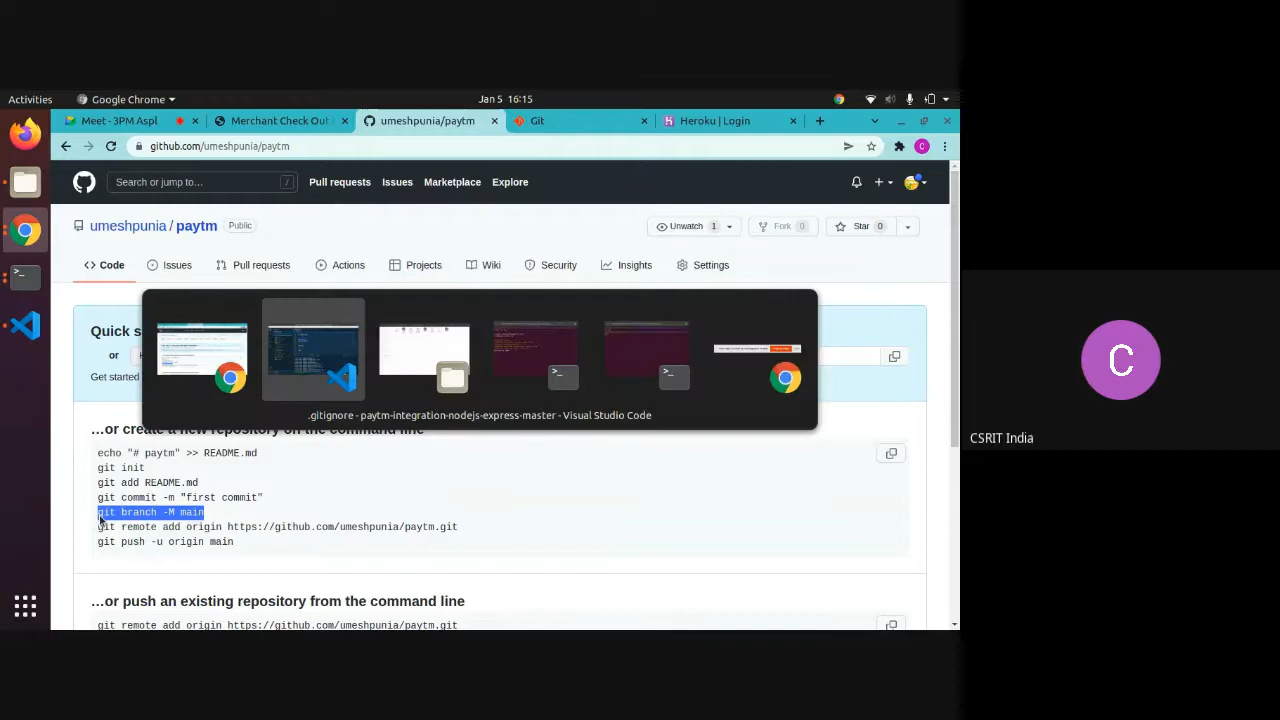 Activities
Google Chrome
Jan 5 16:15
Meet - 3PM Aspl
Merchant Check Out
umeshpunia/paytm
Git
Heroku | Login
github.com/umeshpunia/paytm
C
Search or jump to...
/
Pull requests
Issues
Marketplace
Explore
umeshpunia / paytm
Public
Unwatch 1
Fork 0
Star 0
Code
Issues
Pull requests
Actions
Projects
Wiki
Security
Insights
Settings
Quick s
or
Get started
.gitignore - paytm-integration-nodejs-express-master - Visual Studio Code
…or create a new repository on the command line
echo "# paytm" >> README.md
git init
git add README.md
git commit -m "first commit"
git branch -M main
git remote add origin https://github.com/umeshpunia/paytm.git
git push -u origin main
…or push an existing repository from the command line
git remote add origin https://github.com/umeshpunia/paytm.git
C
CSRIT India